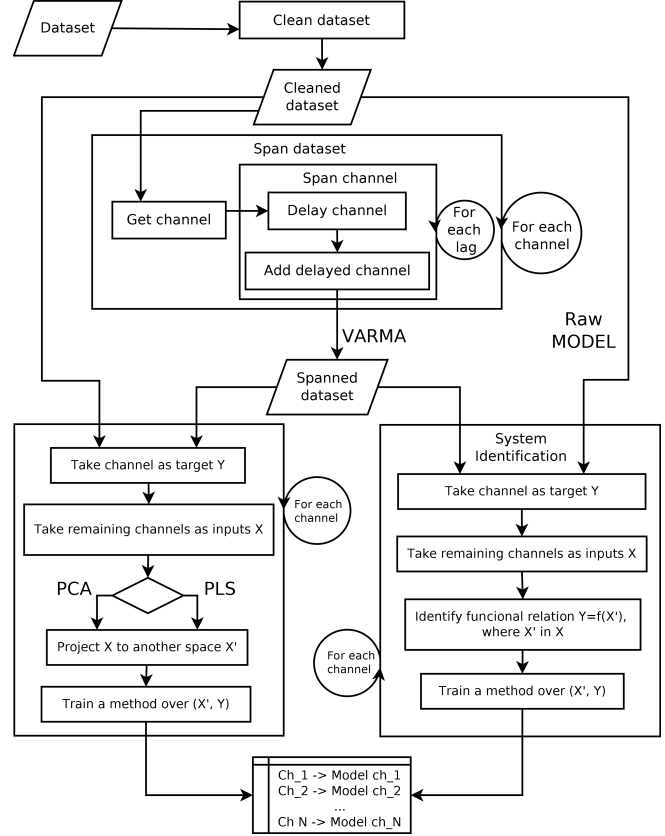 Dataset
Clean dataset
Cleaned
dataset
Span dataset
Span channel
Get channel
Delay channel
Add delayed channel
For
each
lag
For each
channel
VARMA
Raw
MODEL
Spanned
dataset
Take channel as target Y
Take remaining channels as inputs X
PCA
PLS
Project X to another space X'
Train a method over (X', Y)
For each
channel
System
Identification
Take channel as target Y
Take remaining channels as inputs X
Identify funcional relation Y=f(X'),
where X' in X
Train a method over (X', Y)
For each
channel
Ch_1 -> Model ch_1
Ch_2 -> Model ch_2
...
Ch N -> Model ch_N